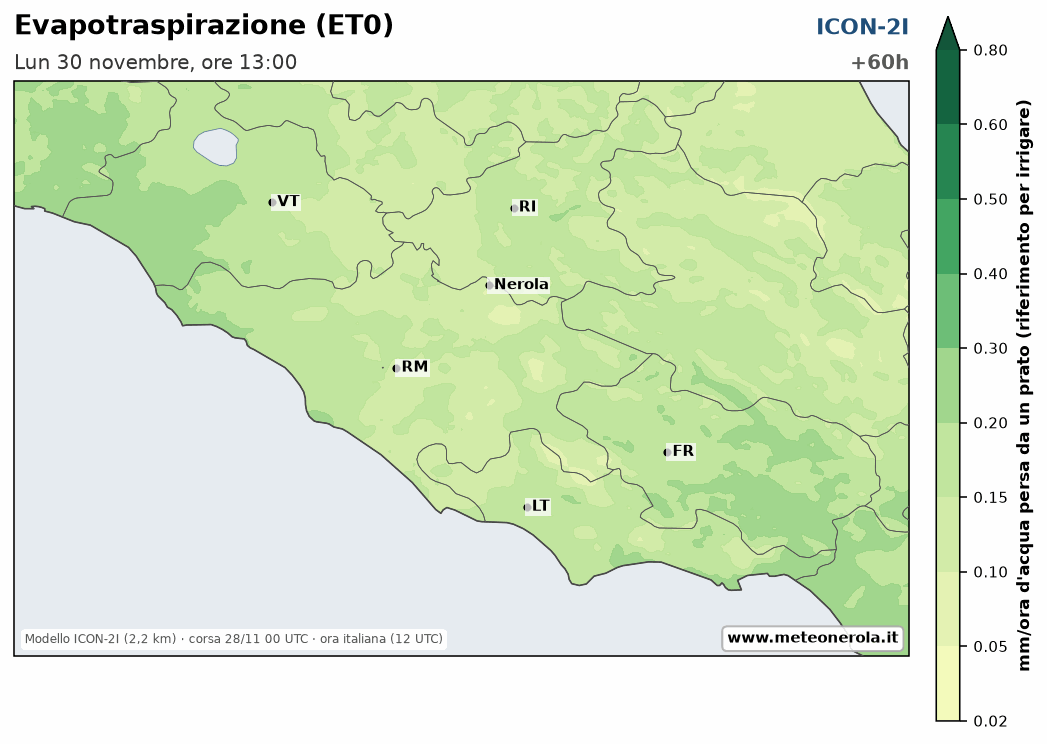 Evapotraspirazione (ET0)
ICON-2I
Lun 30 novembre, ore 13:00
+60h
VT
RI
Nerola
RM
FR
LT
Modello ICON-2I (2,2 km) · corsa 28/11 00 UTC · ora italiana (12 UTC)
www.meteonerola.it
0.80
0.60
0.50
0.40
0.30
0.20
0.15
0.10
0.05
0.02
mm/ora d'acqua persa da un prato (riferimento per irrigare)